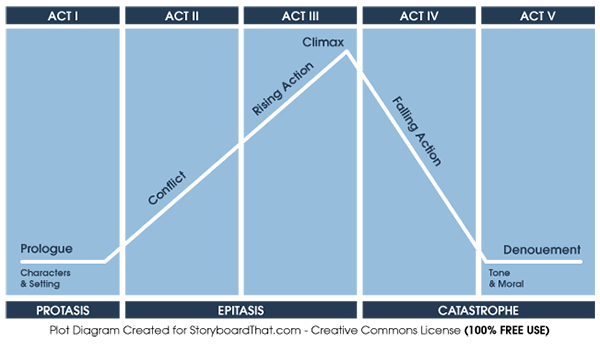 ACT I
ACT II
ACT III
ACT IV
ACT V
Climax
Rising Action
Falling Action
Conflict
Prologue
Characters
& Setting
Denouement
Tone
& Moral
PROTASIS
EPITASIS
CATASTROPHE
Plot Diagram Created for StoryboardThat.com - Creative Commons License (100% FREE USE)